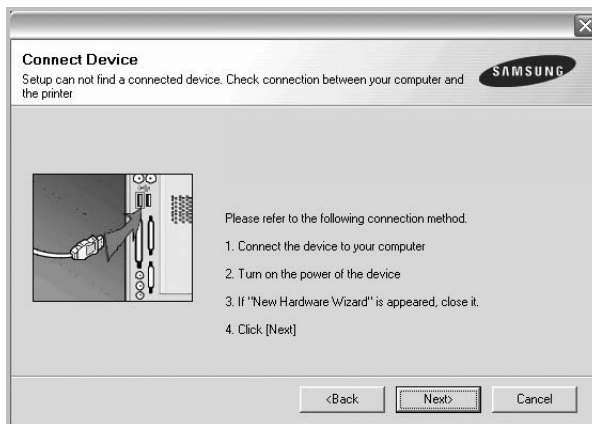 Connect Device
Setup can not find a connected device. Check connection between your computer and
the printer
SAMSUNG
Please refer to the following connection method.
1. Connect the device to your computer
2. Turn on the power of the device
3. If "New Hardware Wizard" is appeared, close it.
4. Click [Next]
<Back
Next>
Cancel